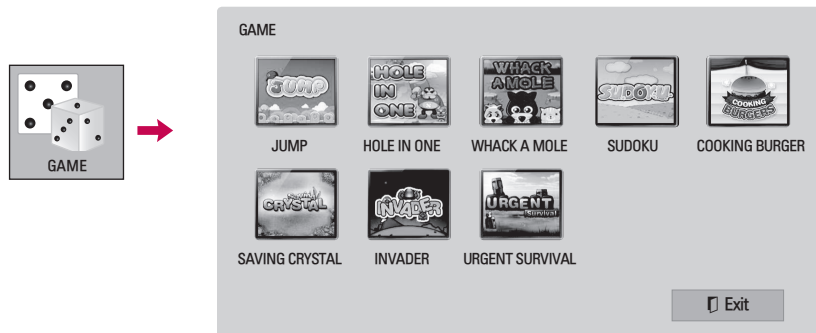 GAME
GAME
JUMP
HOLE
IN
ONE
WHACK
A MOLE
SUDOKU
COOKING
BURGERS
JUMP
HOLE IN ONE
WHACK A MOLE
SUDOKU
COOKING BURGER
CRYSTAL
INVADER
URGENT
Survival
SAVING CRYSTAL
INVADER
URGENT SURVIVAL
Exit